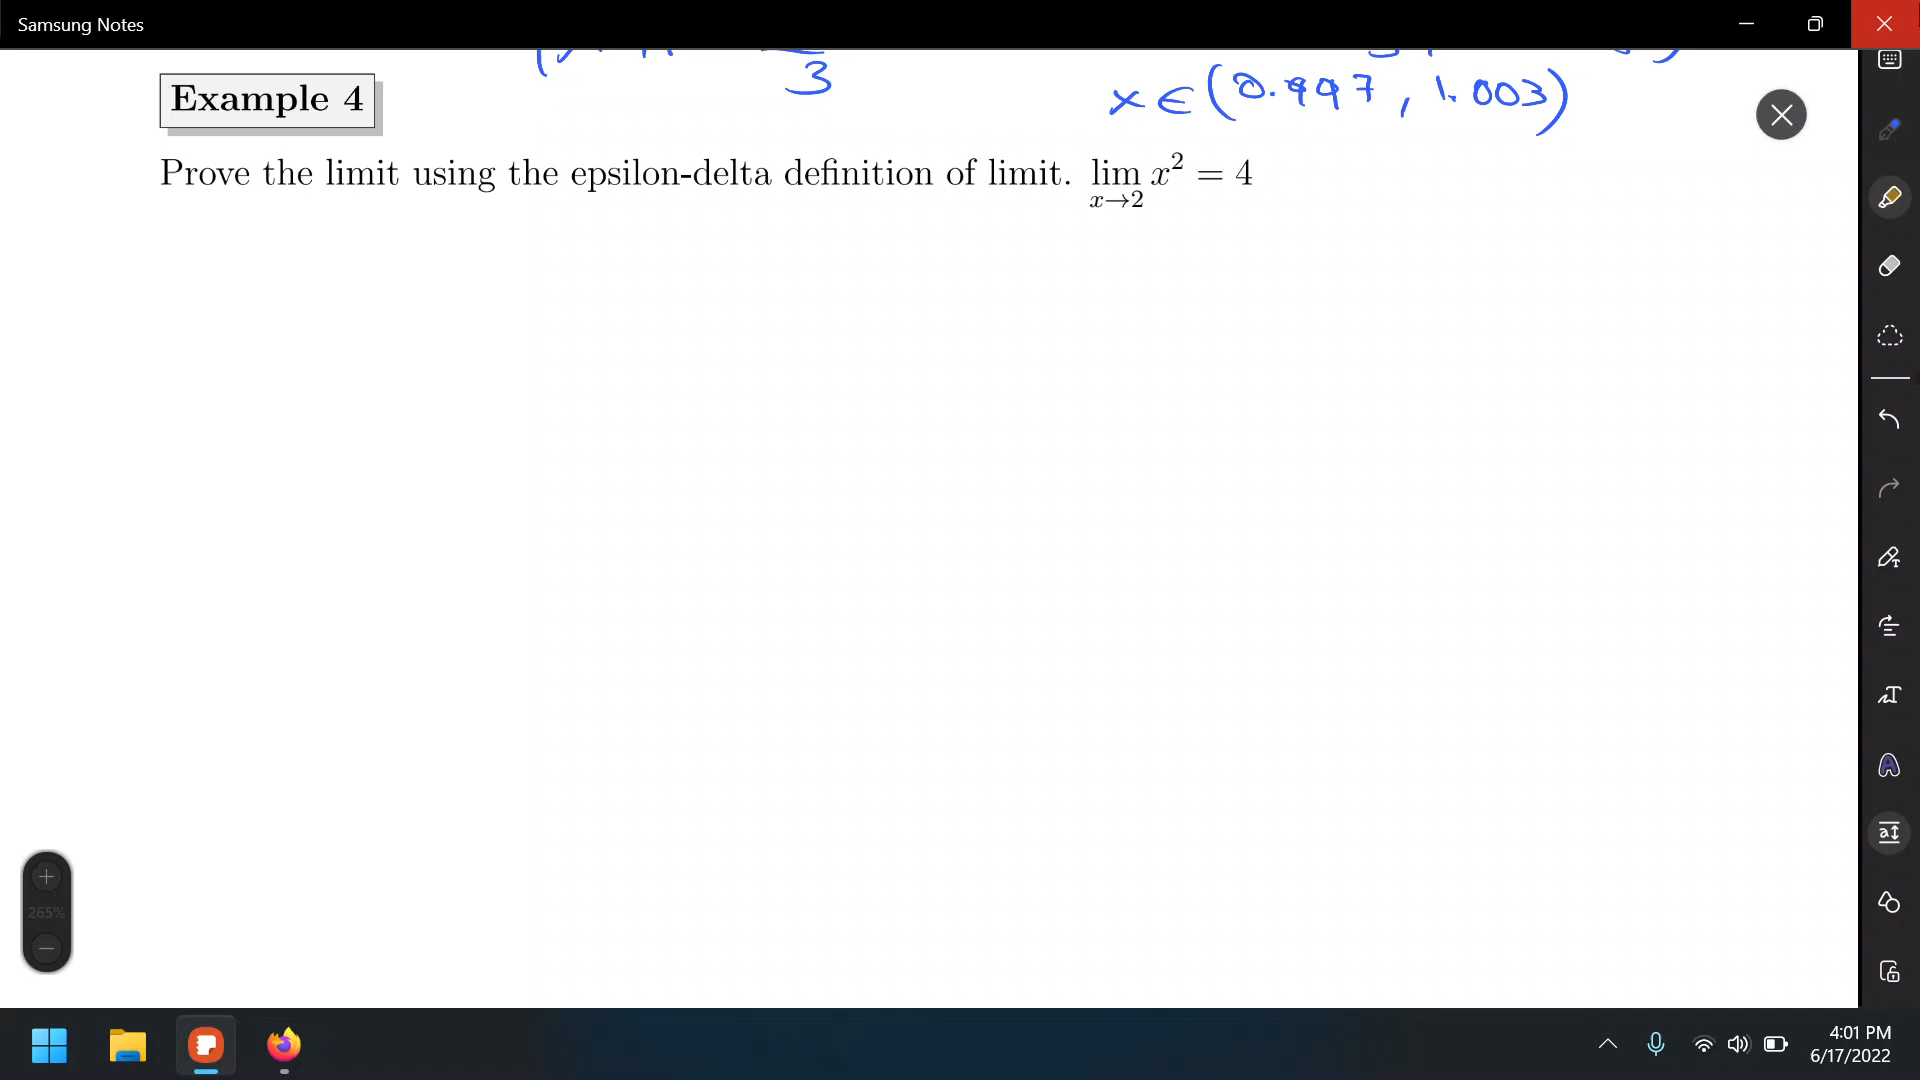 Samsung Notes
3
x ∈ (0.997, 1.003)
Example 4
Prove the limit using the epsilon-delta definition of limit. lim x→2 x² = 4
265%
4:01 PM
6/17/2022